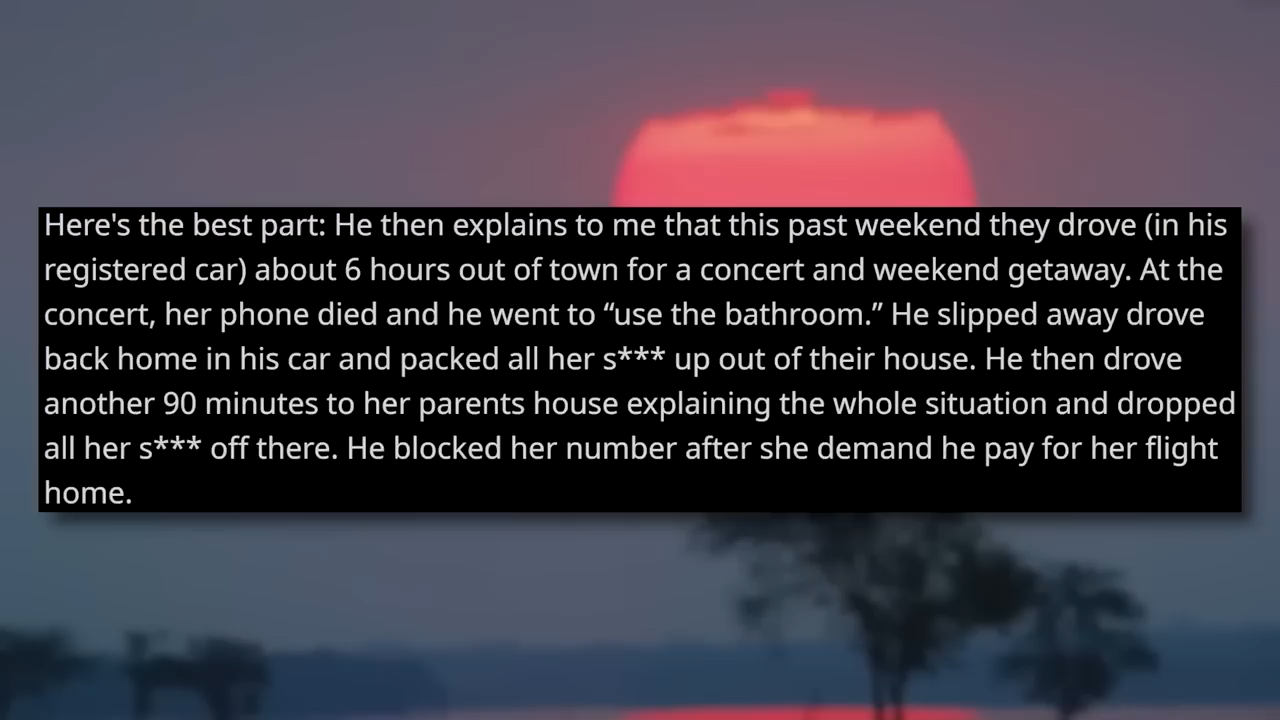 Here's the best part: He then explains to me that this past weekend they drove (in his
registered car) about 6 hours out of town for a concert and weekend getaway. At the
concert, her phone died and he went to “use the bathroom.” He slipped away drove
back home in his car and packed all her s*** up out of their house. He then drove
another 90 minutes to her parents house explaining the whole situation and dropped
all her s*** off there. He blocked her number after she demand he pay for her flight
home.